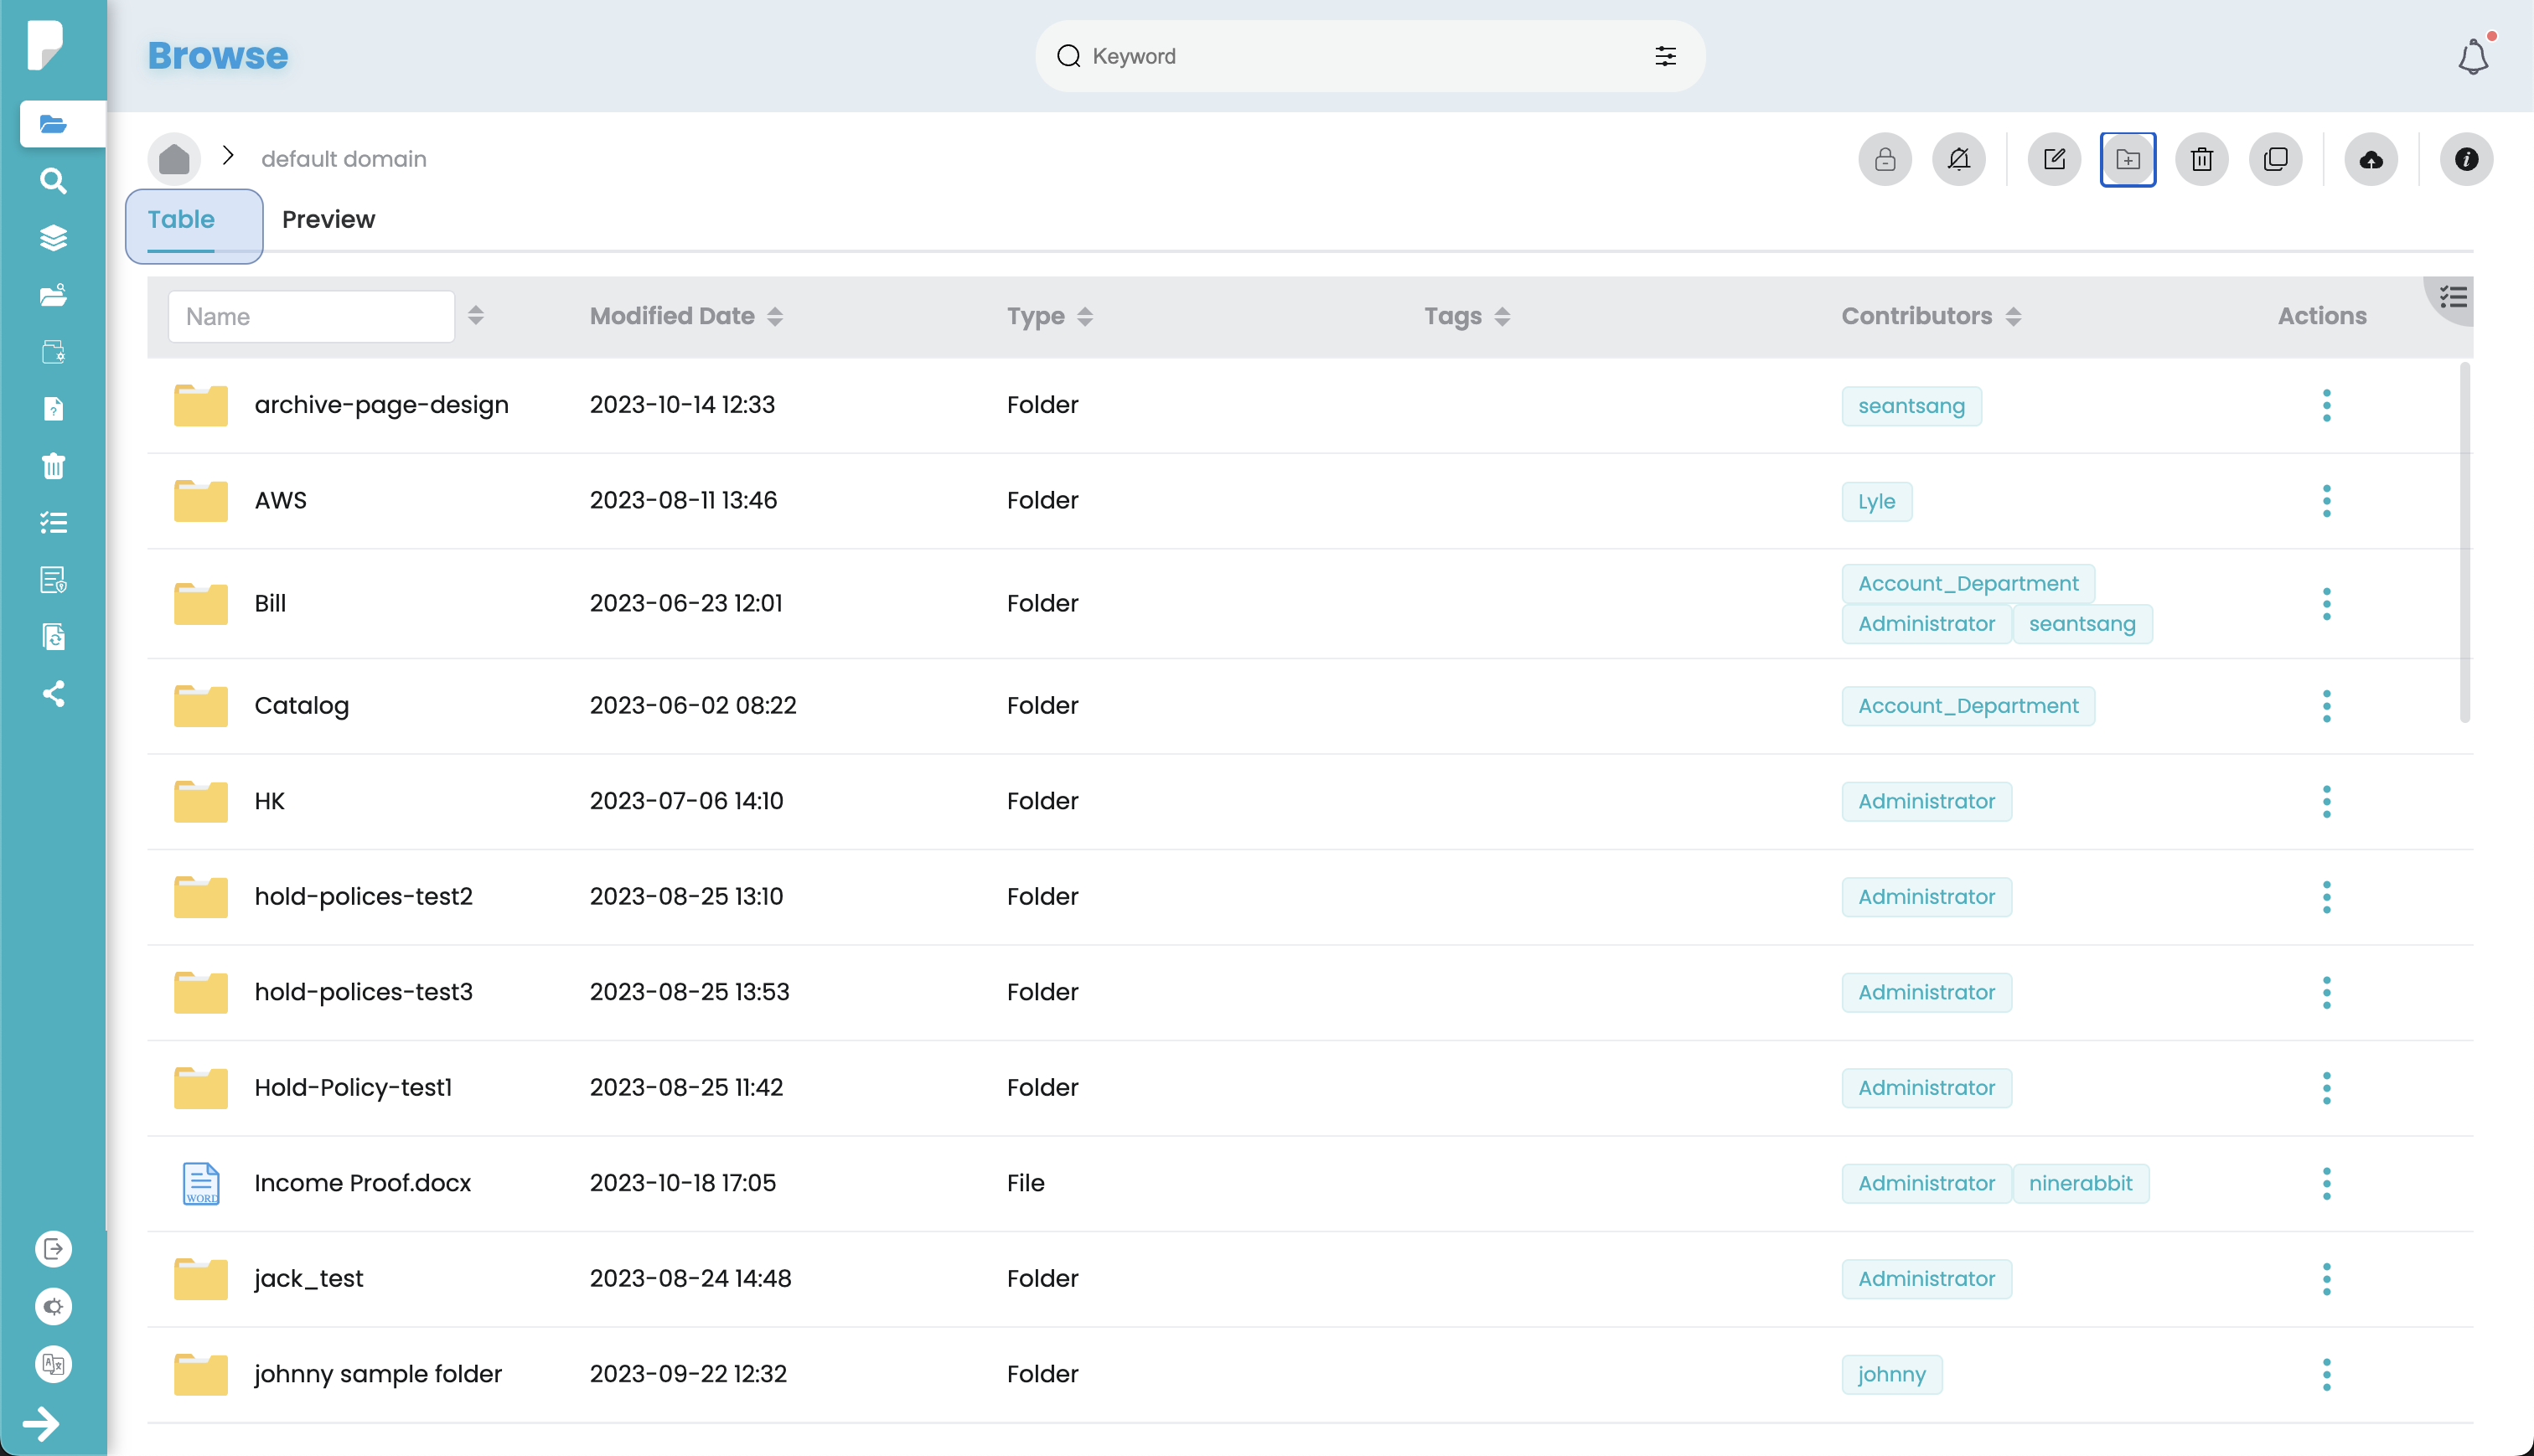 Browse
Keyword
default domain
Table Preview
Name Modified Date Type Tags Contributors Actions
archive-page-design 2023-10-14 12:33 Folder seantsang
AWS 2023-08-11 13:46 Folder Lyle
Bill 2023-06-23 12:01 Folder Account_Department
Administrator seantsang
Catalog 2023-06-02 08:22 Folder Account_Department
HK 2023-07-06 14:10 Folder Administrator
hold-polices-test2 2023-08-25 13:10 Folder Administrator
hold-polices-test3 2023-08-25 13:53 Folder Administrator
Hold-Policy-test1 2023-08-25 11:42 Folder Administrator
WORD Income Proof.docx 2023-10-18 17:05 File Administrator ninerabbit
jack_test 2023-08-24 14:48 Folder Administrator
johnny sample folder 2023-09-22 12:32 Folder johnny